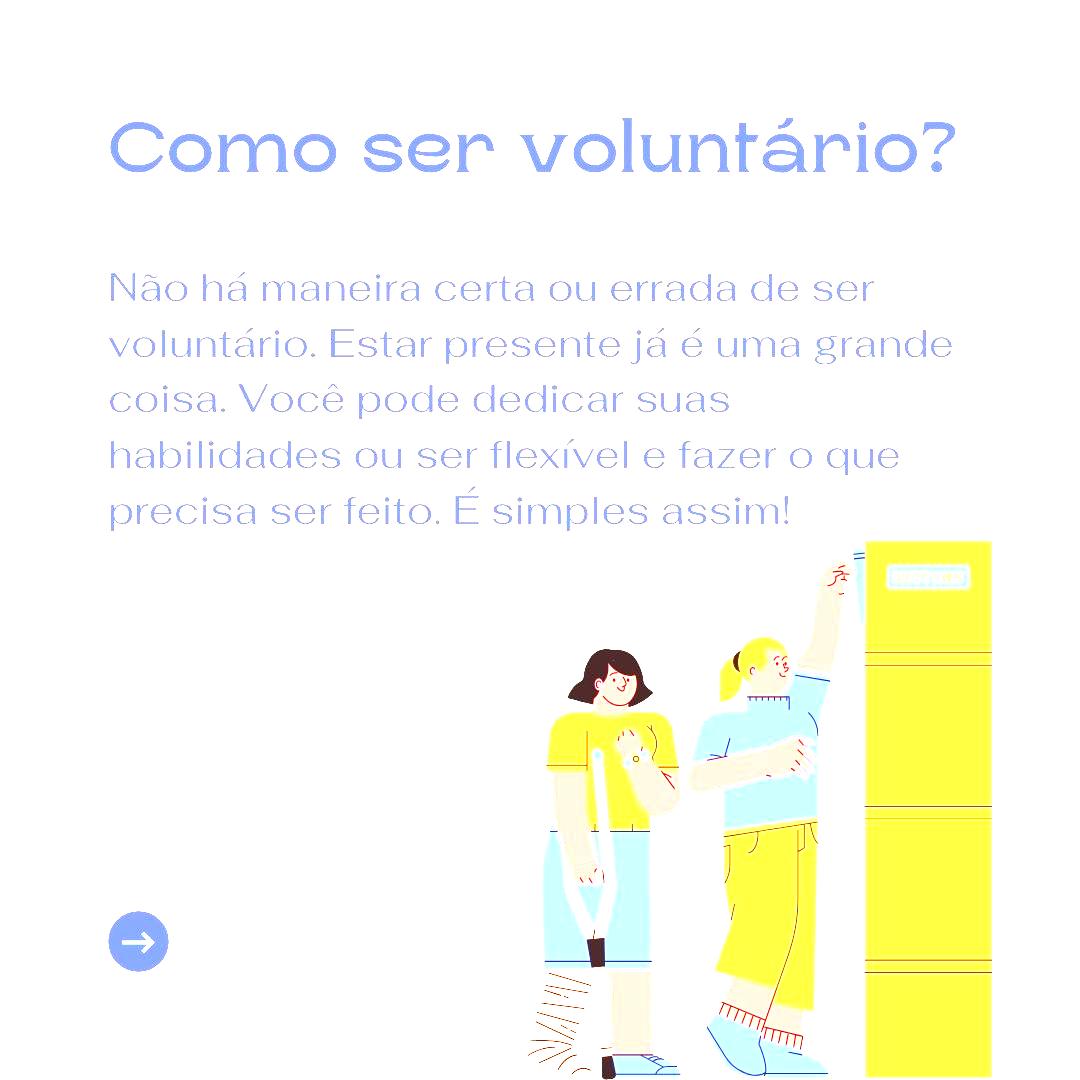 Como ser voluntário?
Não há maneira certa ou errada de ser
voluntário. Estar presente já é uma grande
coisa. Você pode dedicar suas
habilidades ou ser flexível e fazer o que
precisa ser feito. É simples assim!